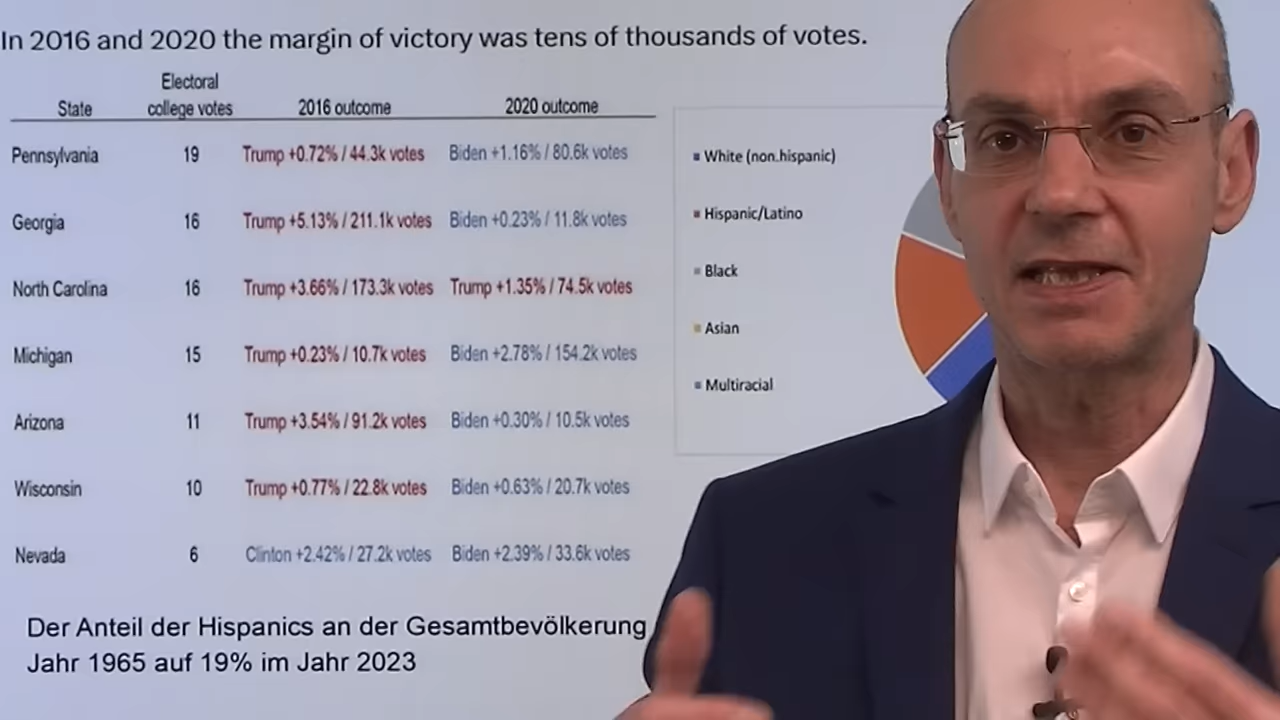 In 2016 and 2020 the margin of victory was tens of thousands of votes.
State Electoral college votes 2016 outcome 2020 outcome
Pennsylvania 19 Trump +0.72% / 44.3k votes Biden +1.16% / 80.6k votes
Georgia 16 Trump +5.13% / 211.1k votes Biden +0.23% / 11.8k votes
North Carolina 16 Trump +3.66% / 173.3k votes Trump +1.35% / 74.5k votes
Michigan 15 Trump +0.23% / 10.7k votes Biden +2.78% / 154.2k votes
Arizona 11 Trump +3.54% / 91.2k votes Biden +0.30% / 10.5k votes
Wisconsin 10 Trump +0.77% / 22.8k votes Biden +0.63% / 20.7k votes
Nevada 6 Clinton +2.42% / 27.2k votes Biden +2.39% / 33.6k votes
White (non.hispanic)
Hispanic/Latino
Black
Asian
Multiracial
Der Anteil der Hispanics an der Gesamtbevölkerung
Jahr 1965 auf 19% im Jahr 2023